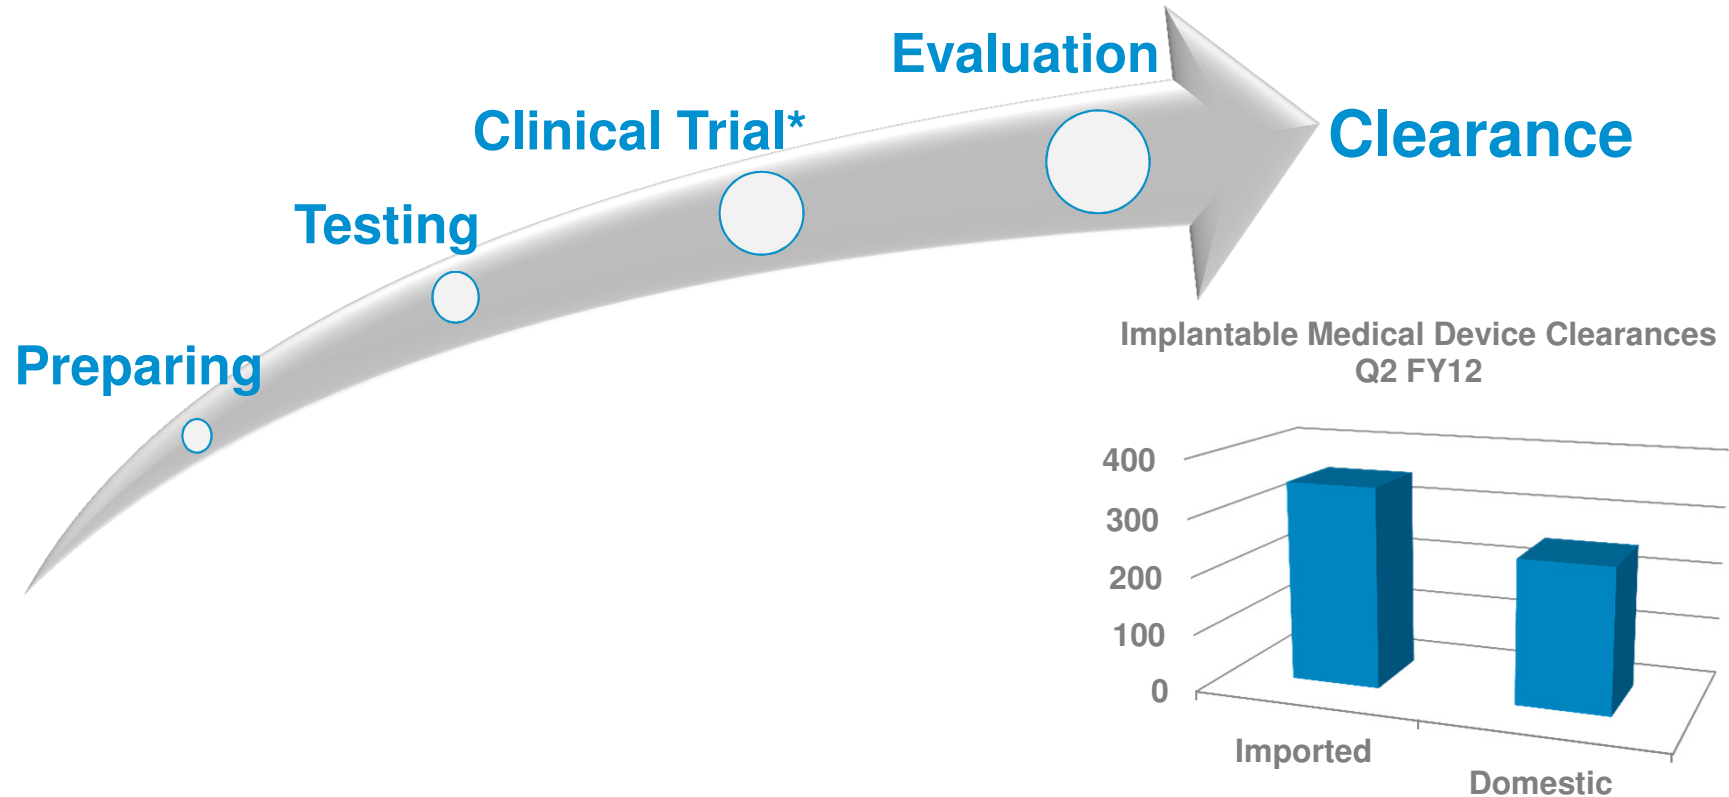 Evaluation
Clinical Trial*
Clearance
Testing
Preparing
Implantable Medical Device Clearances
Q2 FY12
400
300
200
100
0
Imported
Domestic